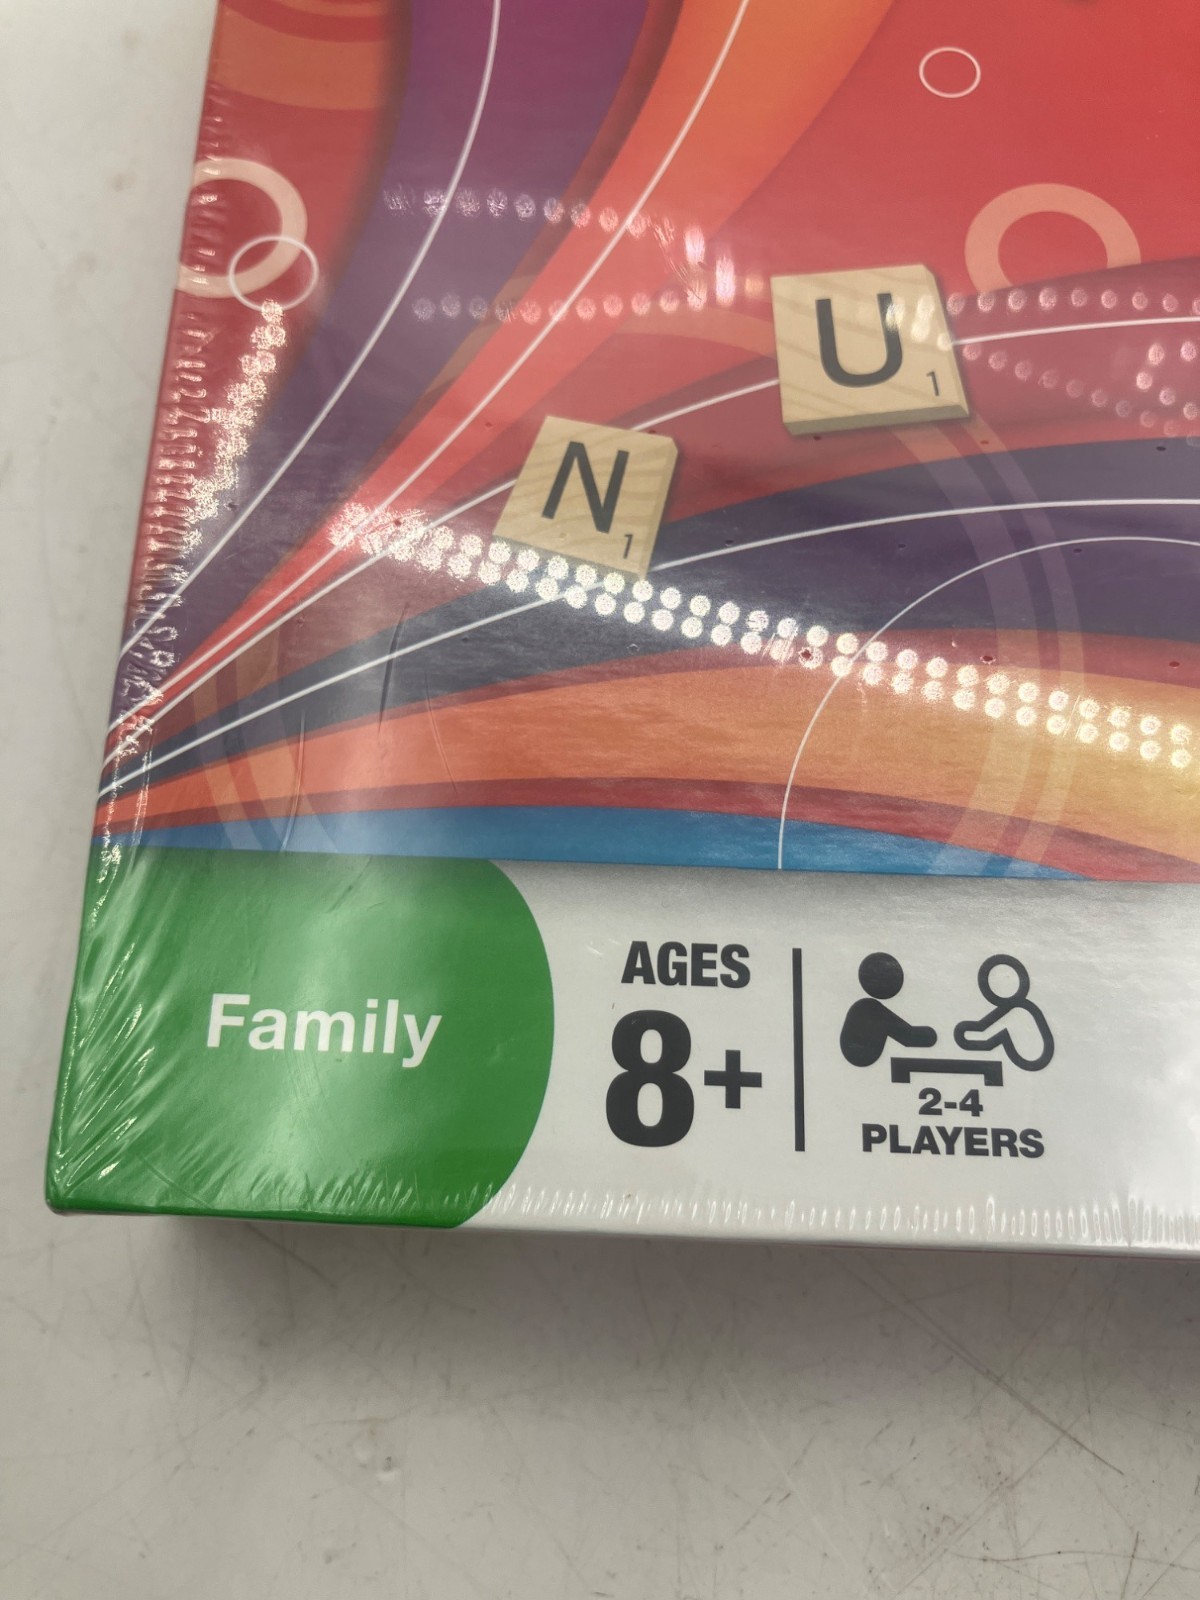 U
1
N
1
Family
AGES
8+
2-4
PLAYERS